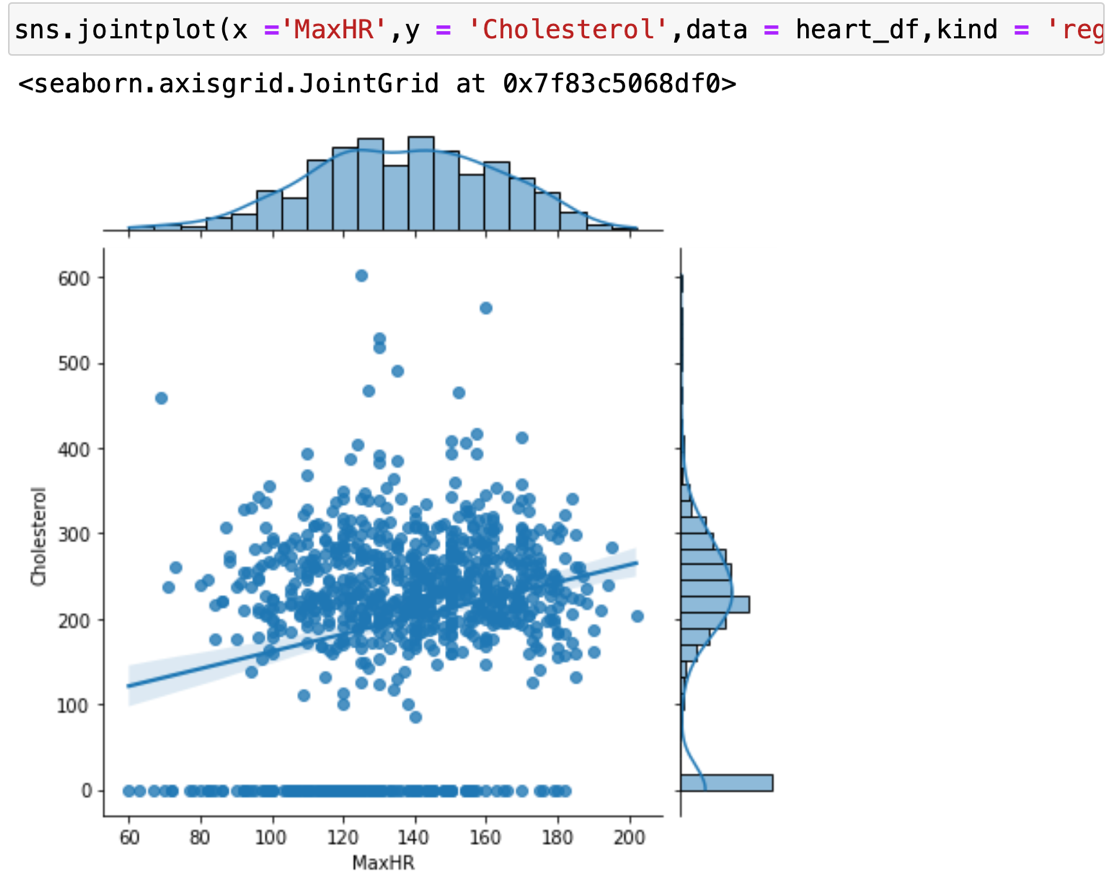 sns.jointplot(x ='MaxHR',y = 'Cholesterol',data = heart_df,kind = 'reg
<seaborn.axisgrid.JointGrid at 0x7f83c5068df0>
600
500
400
300
200
100
0
Cholesterol
60 80 100 120 140 160 180 200
MaxHR